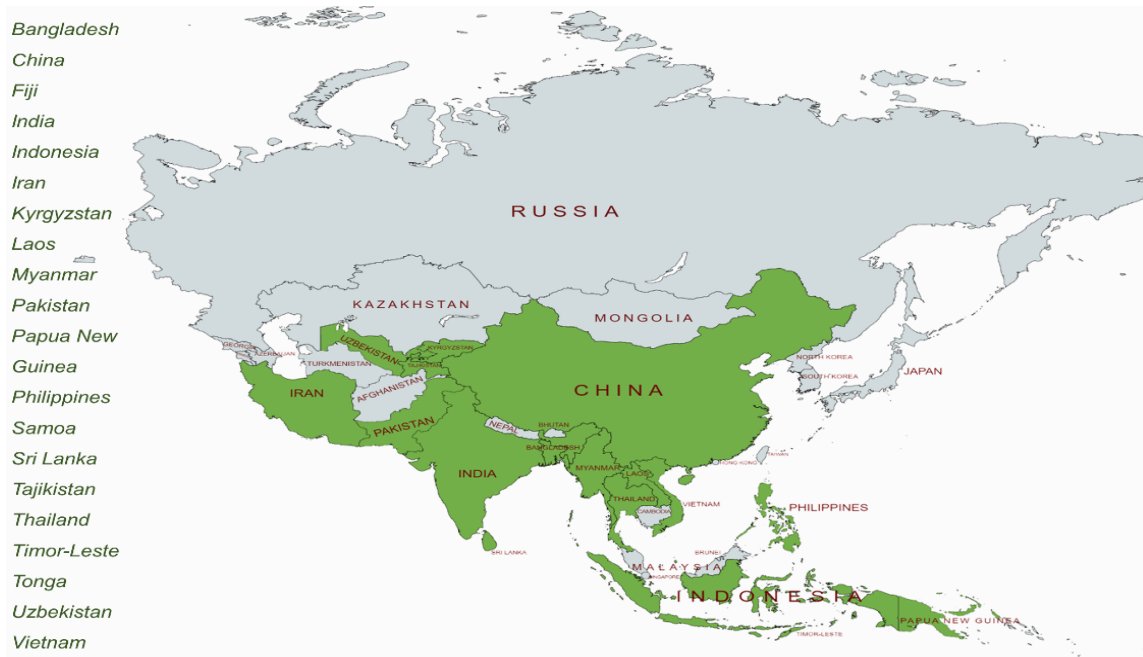 Bangladesh
China
Fiji
India
Indonesia
Iran
Kyrgyzstan
Laos
Myanmar
Pakistan
Papua New
Guinea
Philippines
Samoa
Sri Lanka
Tajikistan
Thailand
Timor-Leste
Tonga
Uzbekistan
Vietnam
RUSSIA
KAZAKHSTAN
MONGOLIA
GEORGIA
AZERBAIJAN
UZBEKISTAN
KYRGYZSTAN
TURKMENISTAN
TAJIKISTAN
NORTH KOREA
SOUTH KOREA
JAPAN
IRAN
AFGHANISTAN
CHINA
PAKISTAN
NEPAL
BHUTAN
BANGLADESH
INDIA
MYANMAR
LAOS
HONG KONG
TAIWAN
THAILAND
VIETNAM
CAMBODIA
PHILIPPINES
SRI LANKA
BRUNEI
MALAYSIA
SINGAPORE
INDONESIA
PAPUA NEW GUINEA
TIMOR-LESTE